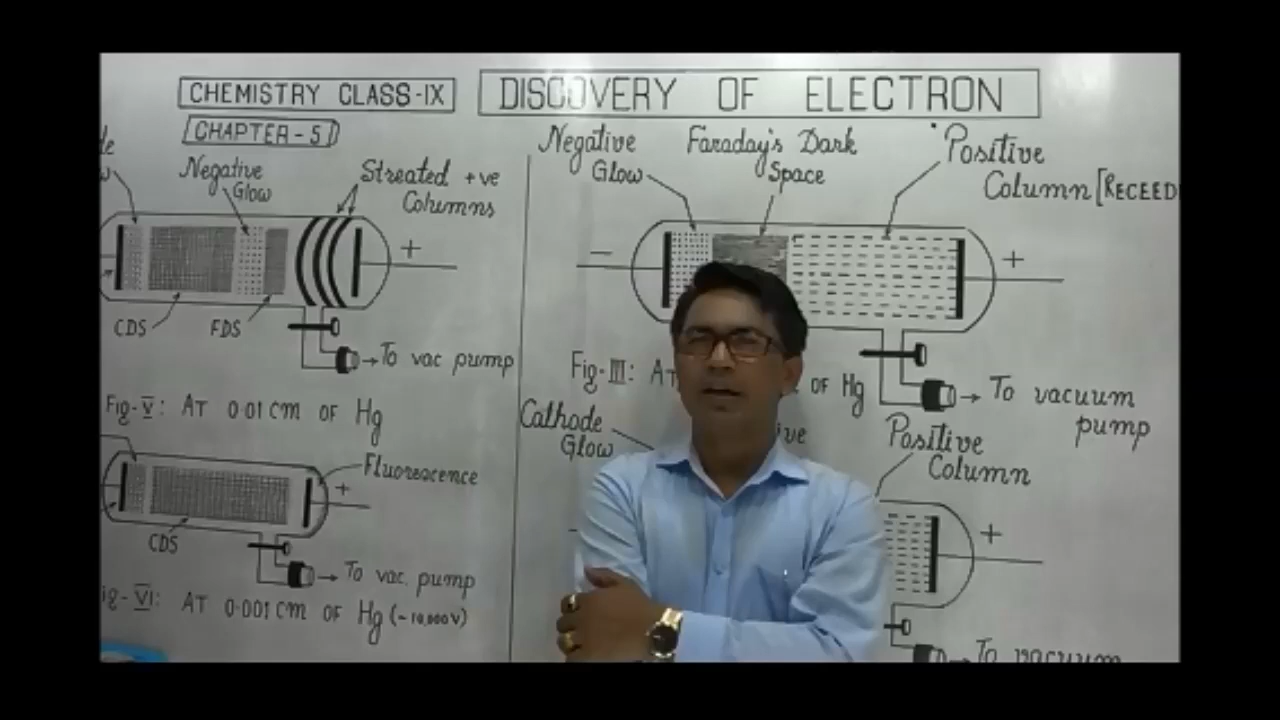 CHEMISTRY CLASS-IX
DISCOVERY OF ELECTRON
CHAPTER-5
Negative
Glow
Streated +ve
Columns
+
CDS
FDS
→To vac pump
Fig-V: AT 0.01 cm OF Hg
Fluorescence
+
CDS
→To vac. pump
Fig-VI: AT 0.001 cm OF Hg (~10,000V)
Negative
Glow
Faraday's Dark
Space
Positive
Column [RECEED
−
+
Fig-III: AT
OF Hg
→ To vacuum
pump
Cathode
Glow
Positive
Column
+
→To vacuum